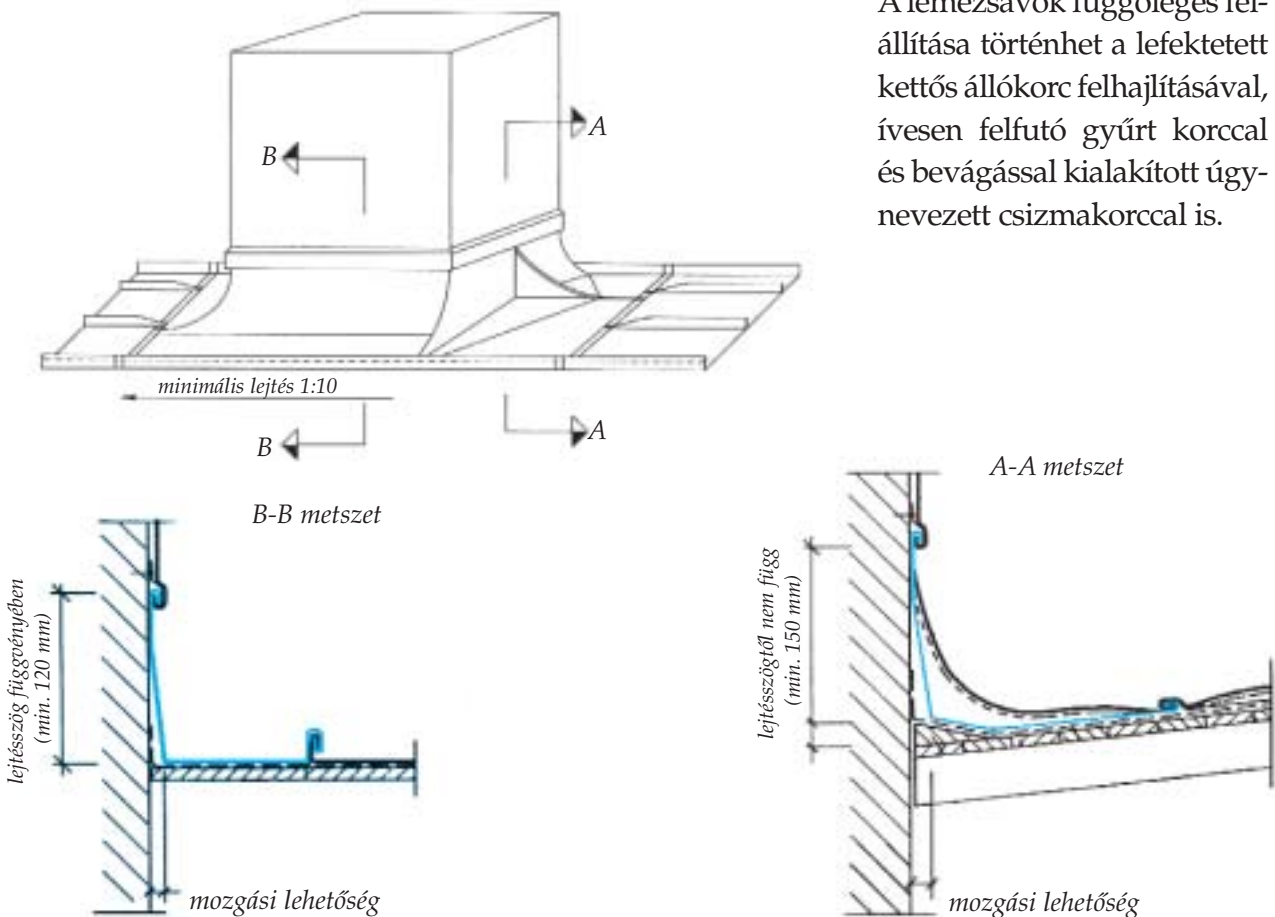 A lemezsávok függőleges fel-
állítása történhet a lefektetett
kettős állókorc felhajlításával,
ívesen felfutó gyűrt korccal
és bevágással kialakított úgy-
nevezett csizmakorccal is.
A
B
minimális lejtés 1:10
B
A
B-B metszet
lejtésszög függvényében
(min. 120 mm)
mozgási lehetőség
A-A metszet
lejtésszögtől nem függ
(min. 150 mm)
mozgási lehetőség